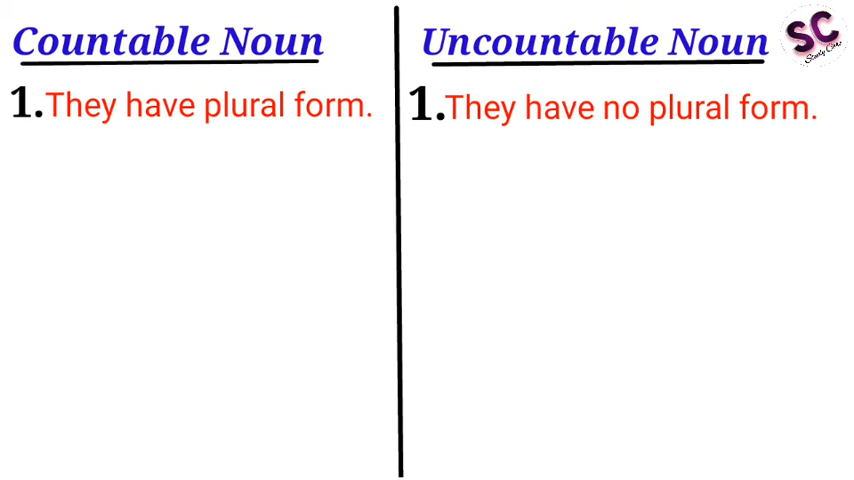 Countable Noun
1.They have plural form.
Uncountable Noun
1.They have no plural form.
SC